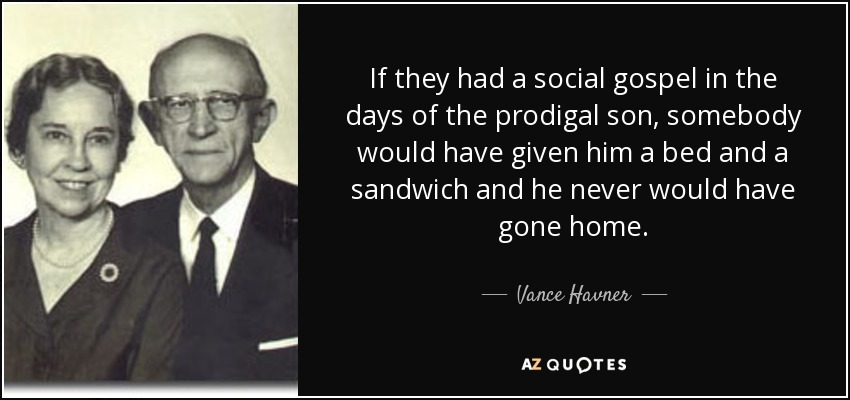 If they had a social gospel in the
days of the prodigal son, somebody
would have given him a bed and a
sandwich and he never would have
gone home.
Vance Havner
AZ QUOTES